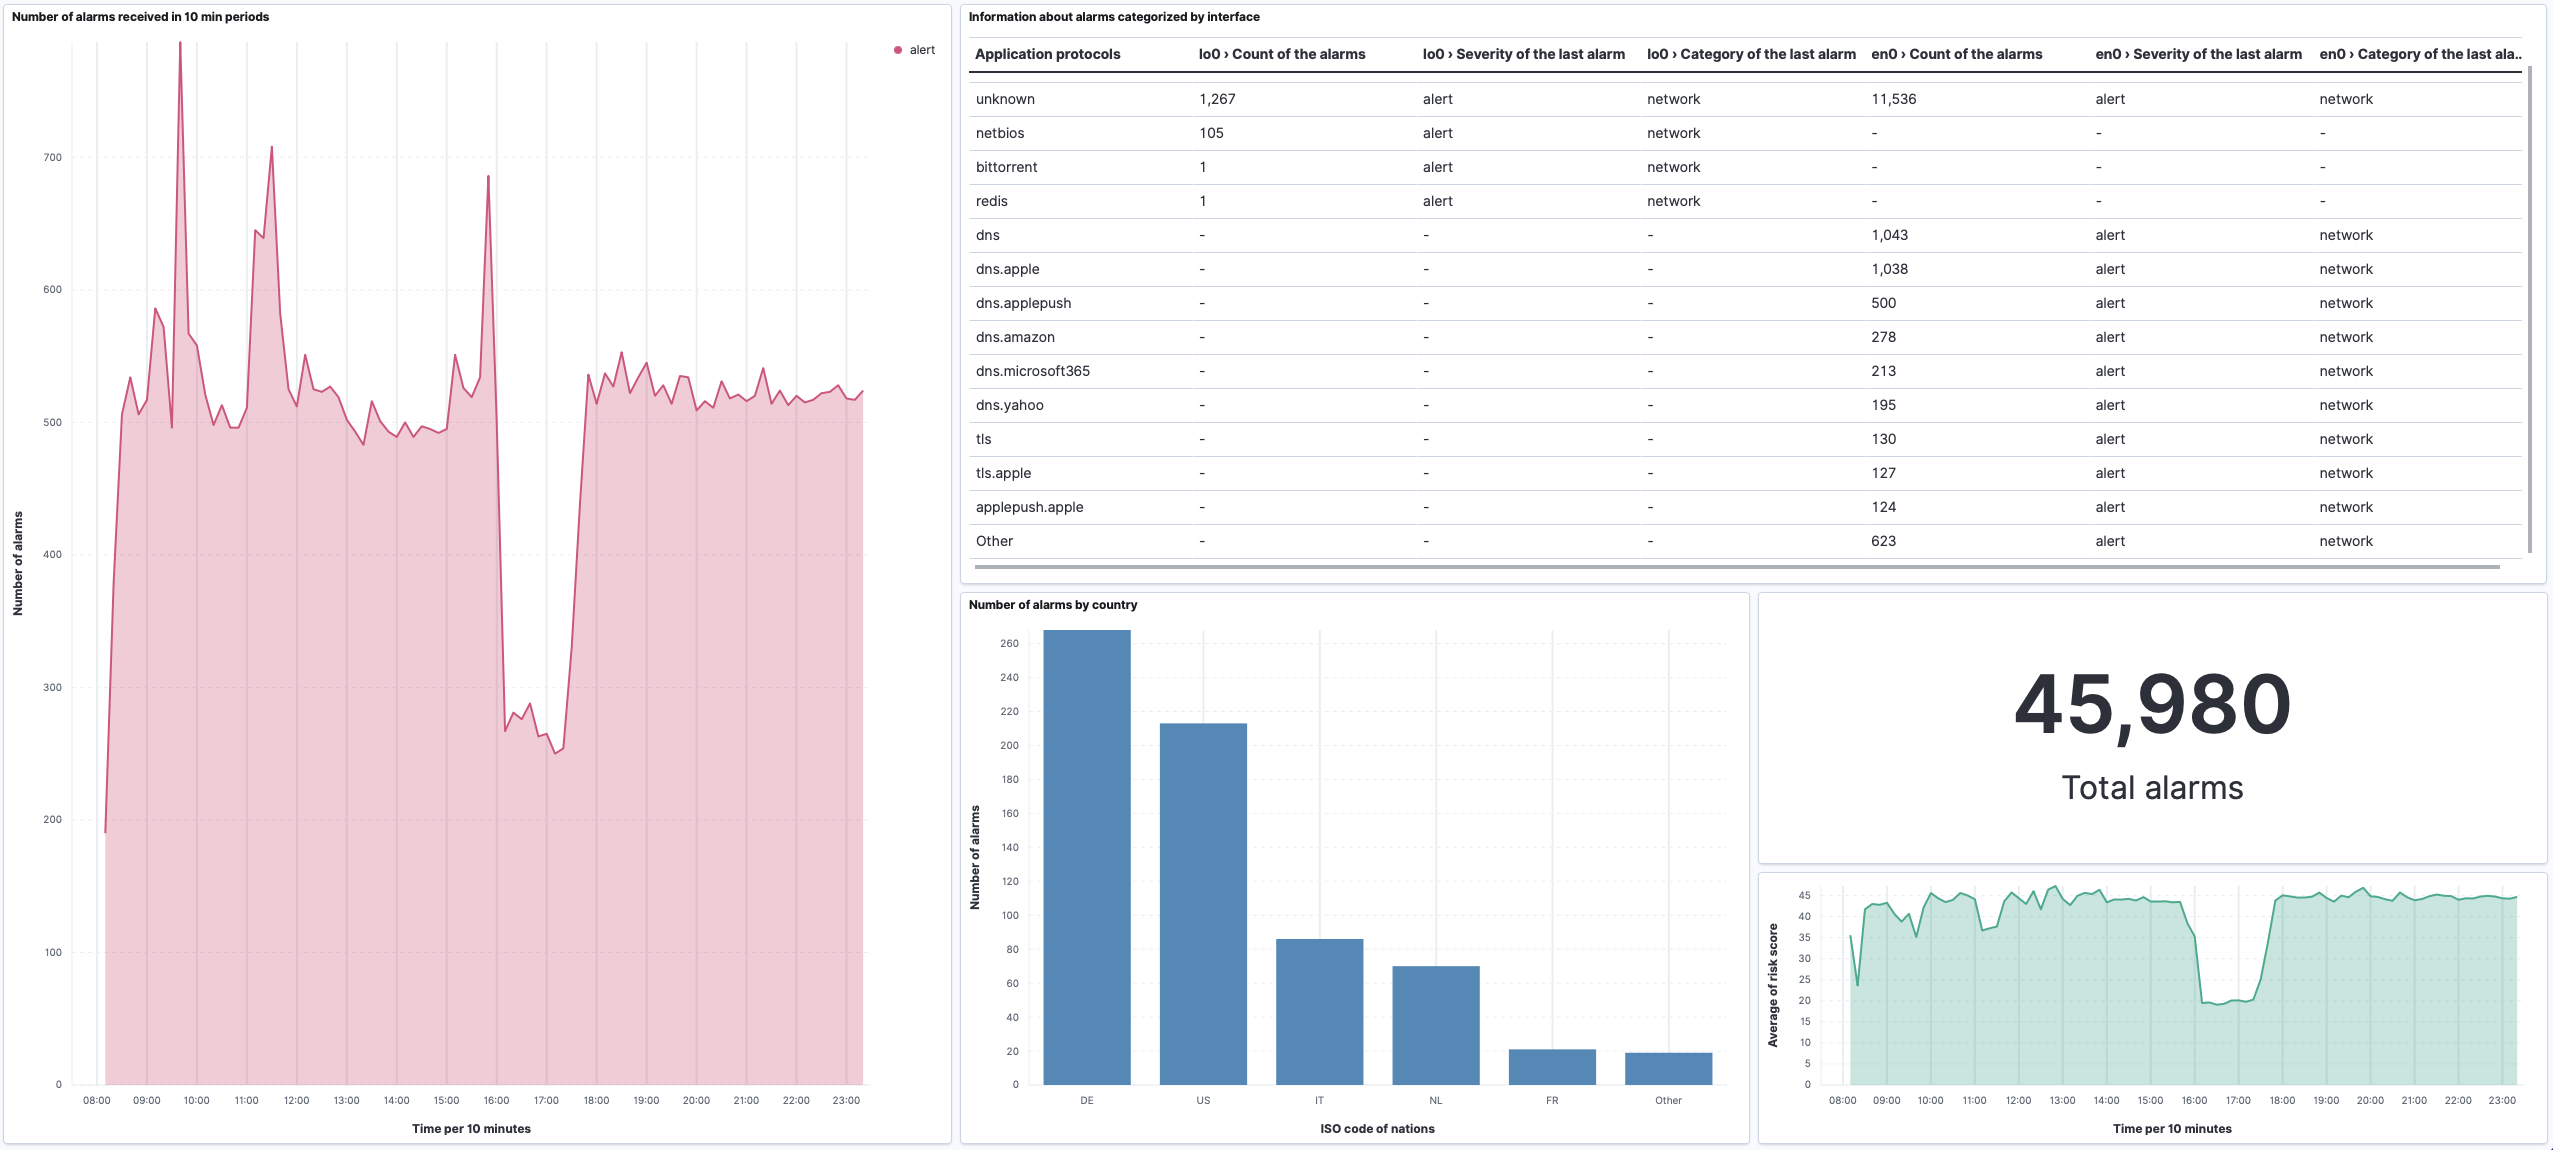 Number of alarms received in 10 min periods
alert
700
600
500
400
300
200
100
0
Number of alarms
08:00 09:00 10:00 11:00 12:00 13:00 14:00 15:00 16:00 17:00 18:00 19:00 20:00 21:00 22:00 23:00
Time per 10 minutes
Information about alarms categorized by interface
Application protocols lo0 › Count of the alarms lo0 › Severity of the last alarm lo0 › Category of the last alarm en0 › Count of the alarms en0 › Severity of the last alarm en0 › Category of the last ala..
unknown 1,267 alert network 11,536 alert network
netbios 105 alert network - - -
bittorrent 1 alert network - - -
redis 1 alert network - - -
dns - - - 1,043 alert network
dns.apple - - - 1,038 alert network
dns.applepush - - - 500 alert network
dns.amazon - - - 278 alert network
dns.microsoft365 - - - 213 alert network
dns.yahoo - - - 195 alert network
tls - - - 130 alert network
tls.apple - - - 127 alert network
applepush.apple - - - 124 alert network
Other - - - 623 alert network
Number of alarms by country
260
240
220
200
180
160
140
120
100
80
60
40
20
0
Number of alarms
DE US IT NL FR Other
ISO code of nations
45,980
Total alarms
45
40
35
30
25
20
15
10
5
0
Average of risk score
08:00 09:00 10:00 11:00 12:00 13:00 14:00 15:00 16:00 17:00 18:00 19:00 20:00 21:00 22:00 23:00
Time per 10 minutes